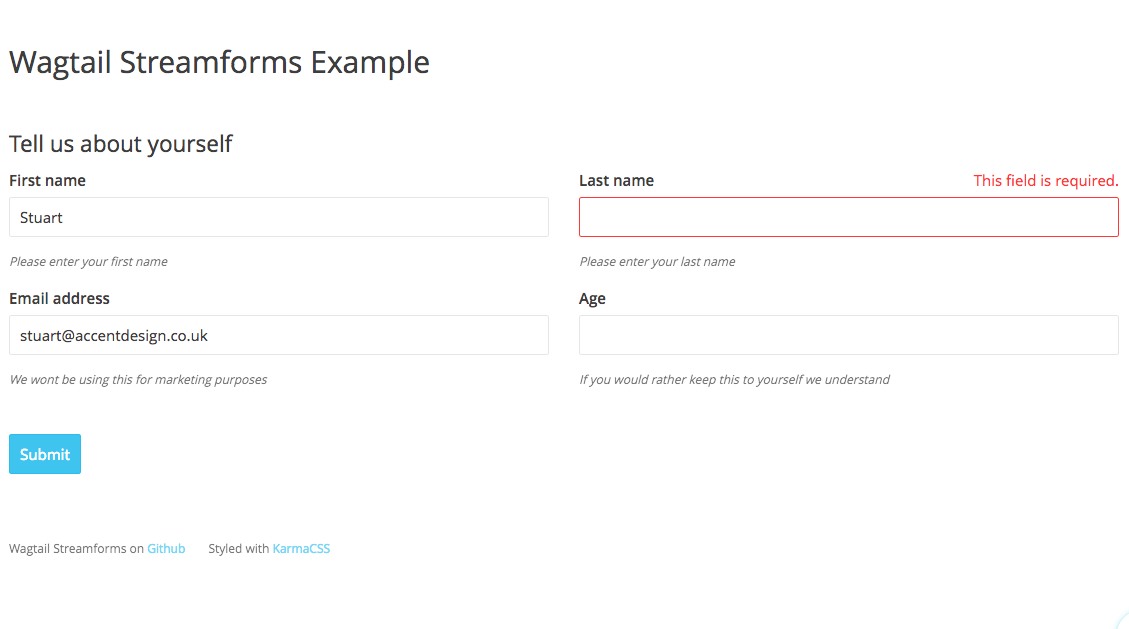 Wagtail Streamforms Example
Tell us about yourself
First name
Stuart
Please enter your first name
Last name This field is required.
Please enter your last name
Email address
stuart@accentdesign.co.uk
We wont be using this for marketing purposes
Age
If you would rather keep this to yourself we understand
Submit
Wagtail Streamforms on Github Styled with KarmaCSS